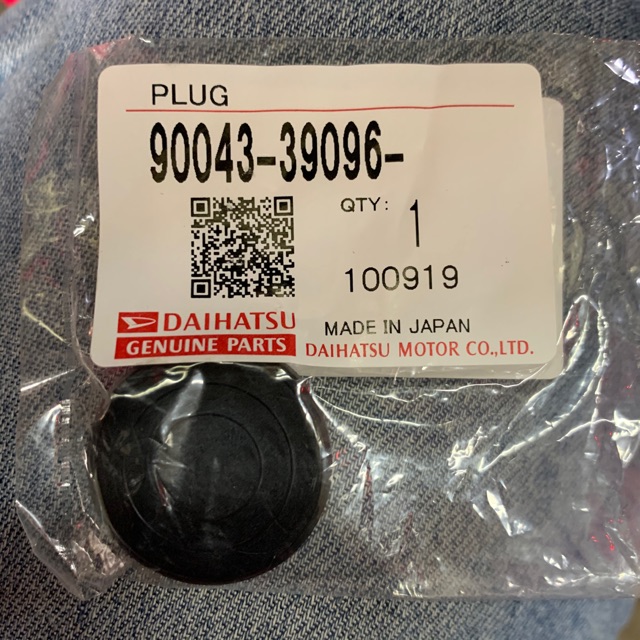 PLUG
90043-39096-
QTY: 1
100919
DAIHATSU
GENUINE PARTS
MADE IN JAPAN
DAIHATSU MOTOR CO.,LTD.